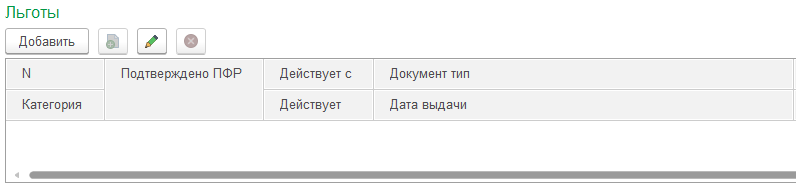 Льготы
Добавить
N Подтверждено ПФР Действует с Документ тип
Категория Действует Дата выдачи